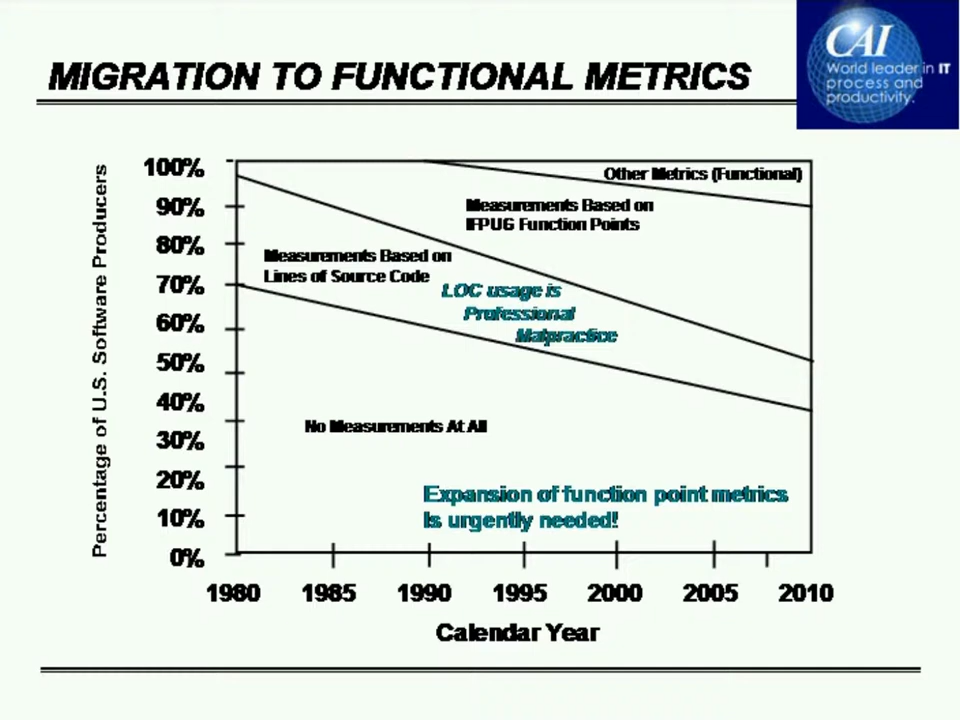 MIGRATION TO FUNCTIONAL METRICS
CAI
World leader in IT
process and
productivity.
Percentage of U.S. Software Producers
100%
90%
80%
70%
60%
50%
40%
30%
20%
10%
0%
Other Metrics (Functional)
Measurements Based on
IFPUG Function Points
Measurements Based on
Lines of Source Code
LOC usage is
Professional
Malpractice
No Measurements At All
Expansion of function point metrics
Is urgently needed!
1980 1985 1990 1995 2000 2005 2010
Calendar Year